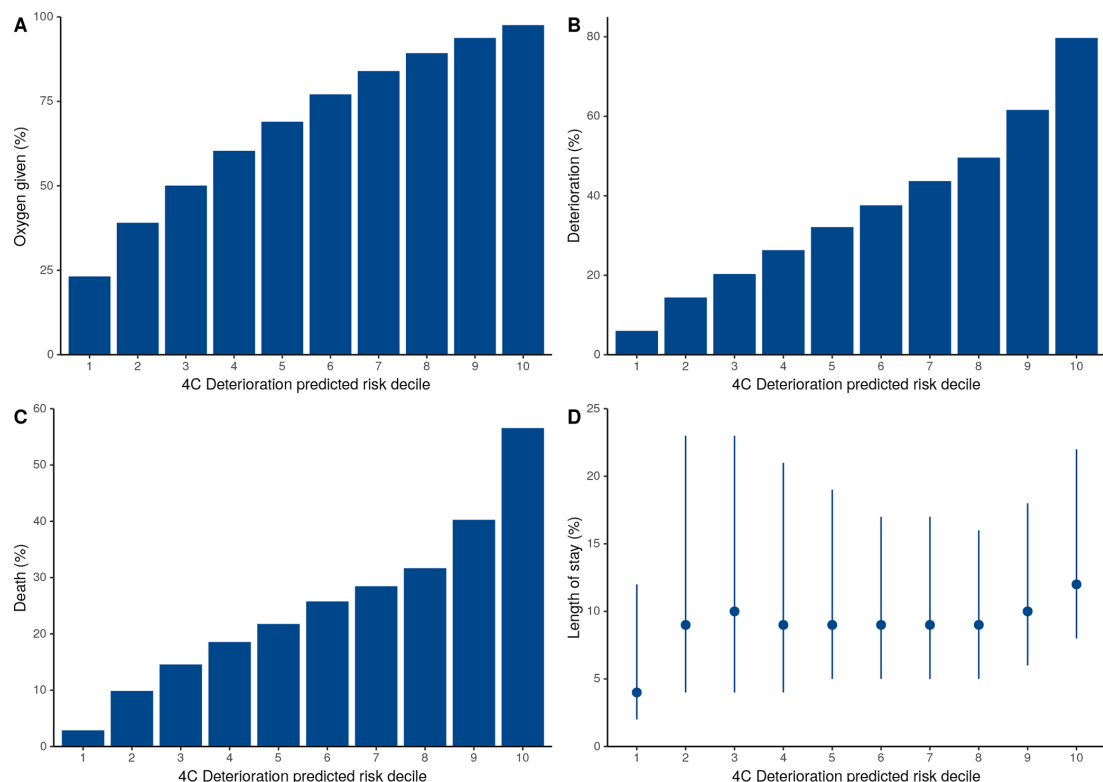 A
100
75
50
25
0
Oxygen given (%)
1 2 3 4 5 6 7 8 9 10
4C Deterioration predicted risk decile
B
80
60
40
20
0
Deterioration (%)
1 2 3 4 5 6 7 8 9 10
4C Deterioration predicted risk decile
C
60
50
40
30
20
10
0
Death (%)
1 2 3 4 5 6 7 8 9 10
4C Deterioration predicted risk decile
D
25
20
15
10
5
0
Length of stay (%)
1 2 3 4 5 6 7 8 9 10
4C Deterioration predicted risk decile